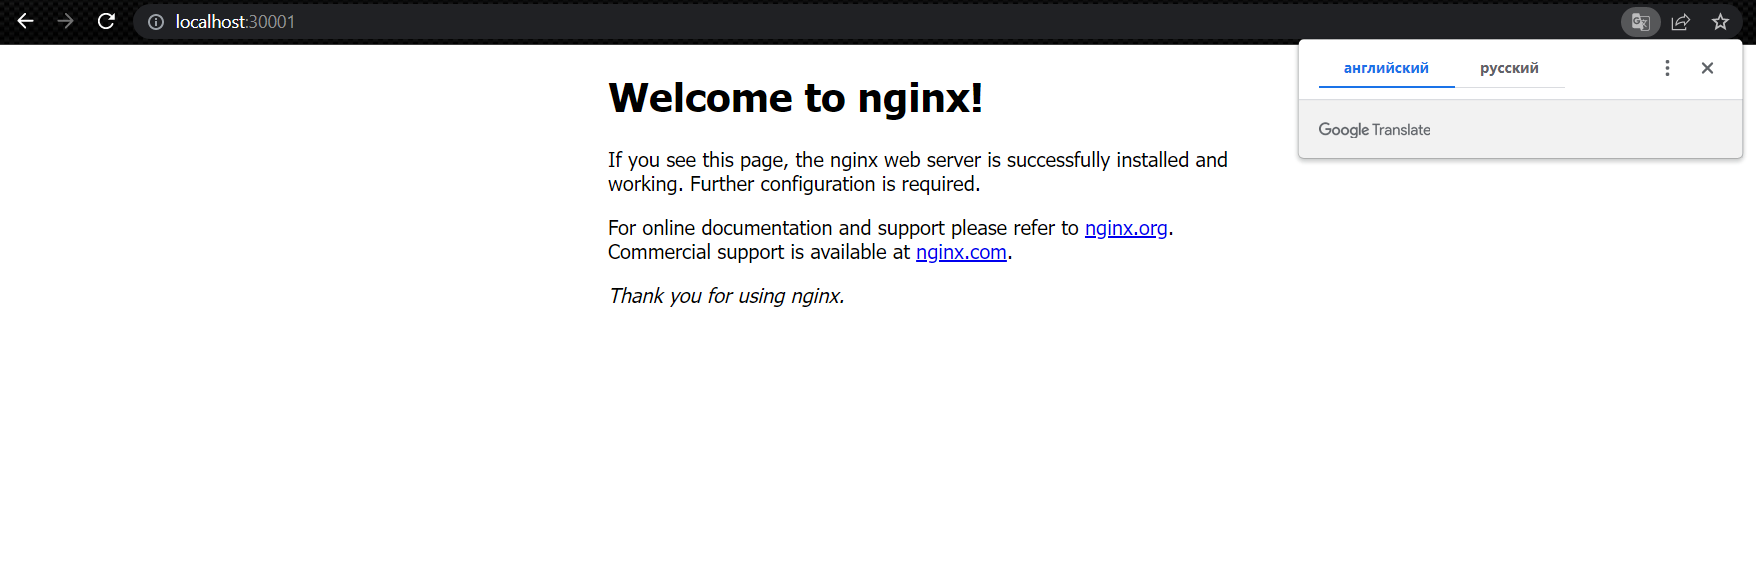 localhost:30001
английский русский
Google Translate
Welcome to nginx!
If you see this page, the nginx web server is successfully installed and
working. Further configuration is required.
For online documentation and support please refer to nginx.org.
Commercial support is available at nginx.com.
Thank you for using nginx.